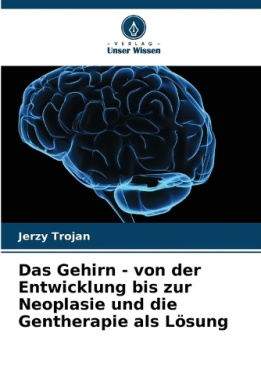 - VERLAG -
Unser Wissen
Jerzy Trojan
Das Gehirn - von der
Entwicklung bis zur
Neoplasie und die
Gentherapie als Lösung